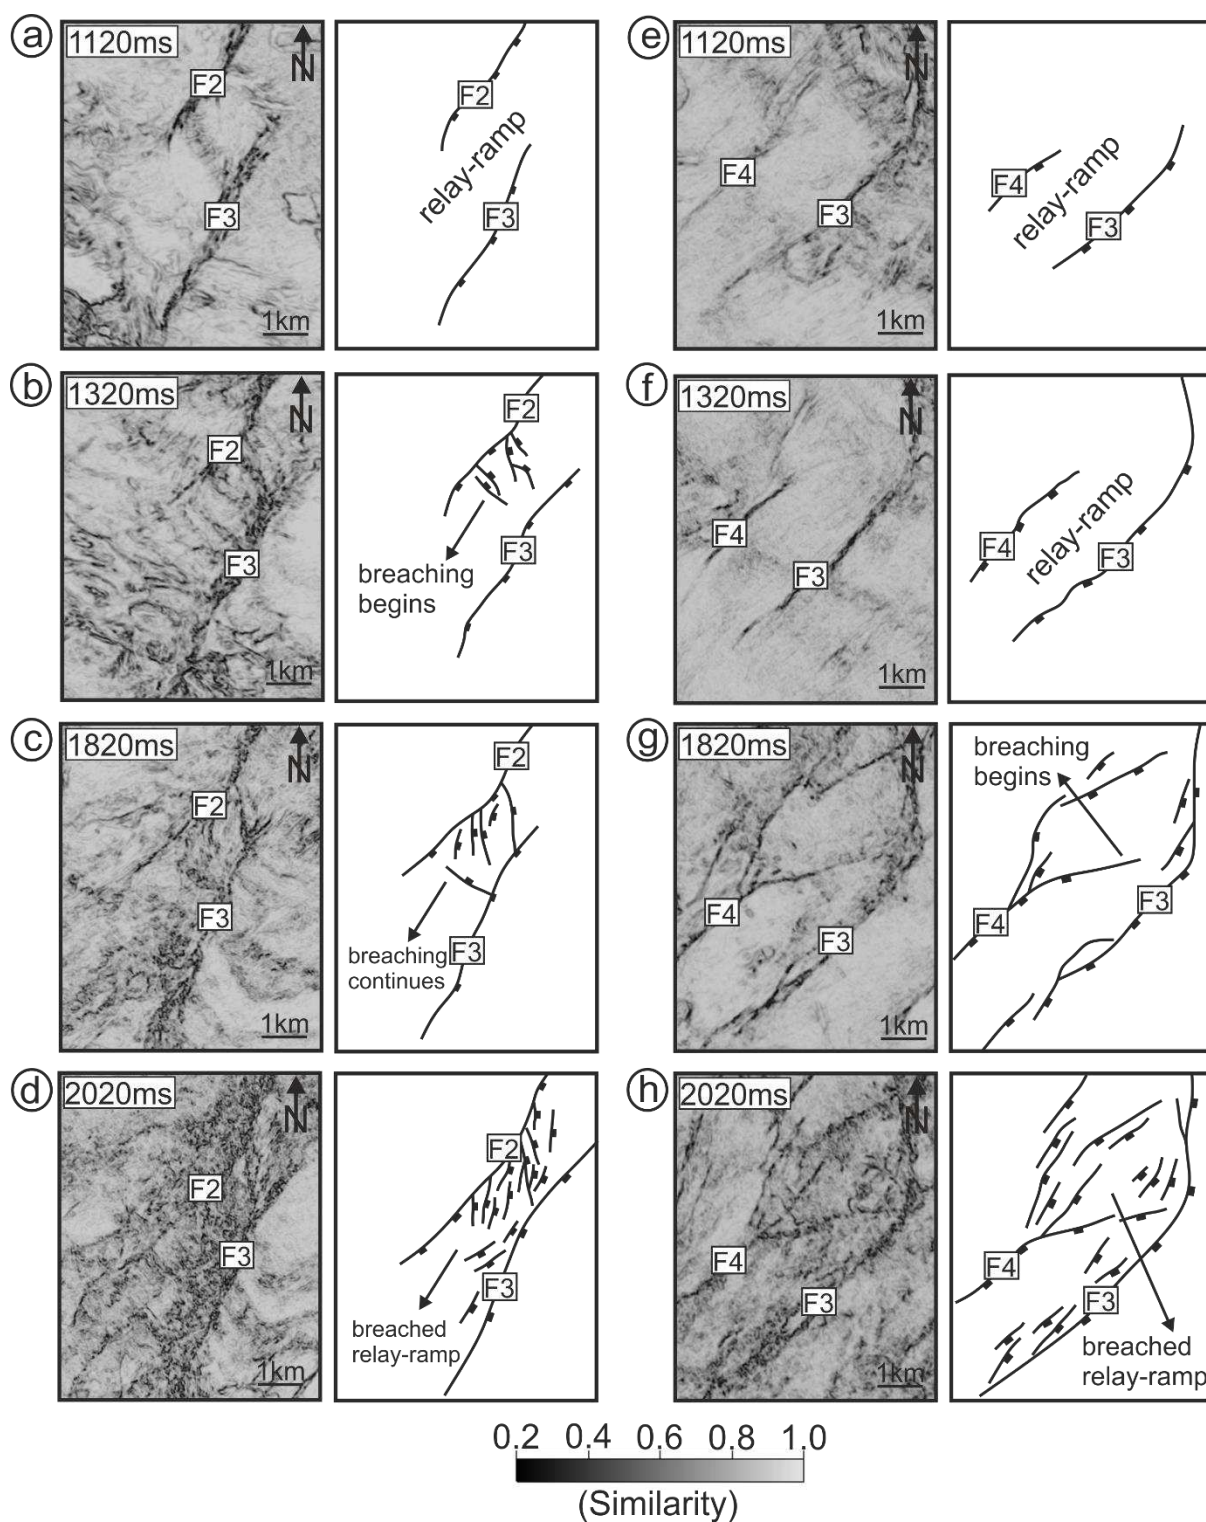 a
1120ms
N
F2
F3
1km
F2
relay-ramp
F3
e
1120ms
N
F4
F3
1km
F4
relay-ramp
F3
b
1320ms
N
F2
F3
1km
F2
F3
breaching
begins
f
1320ms
N
F4
F3
1km
F4
relay-ramp
F3
c
1820ms
N
F2
F3
1km
F2
F3
breaching
continues
g
1820ms
N
F4
F3
1km
breaching
begins
F3
F4
d
2020ms
N
F2
F3
1km
F2
F3
breached
relay-ramp
h
2020ms
N
F4
F3
1km
F4
F3
breached
relay-ramp
0.2 0.4 0.6 0.8 1.0
(Similarity)